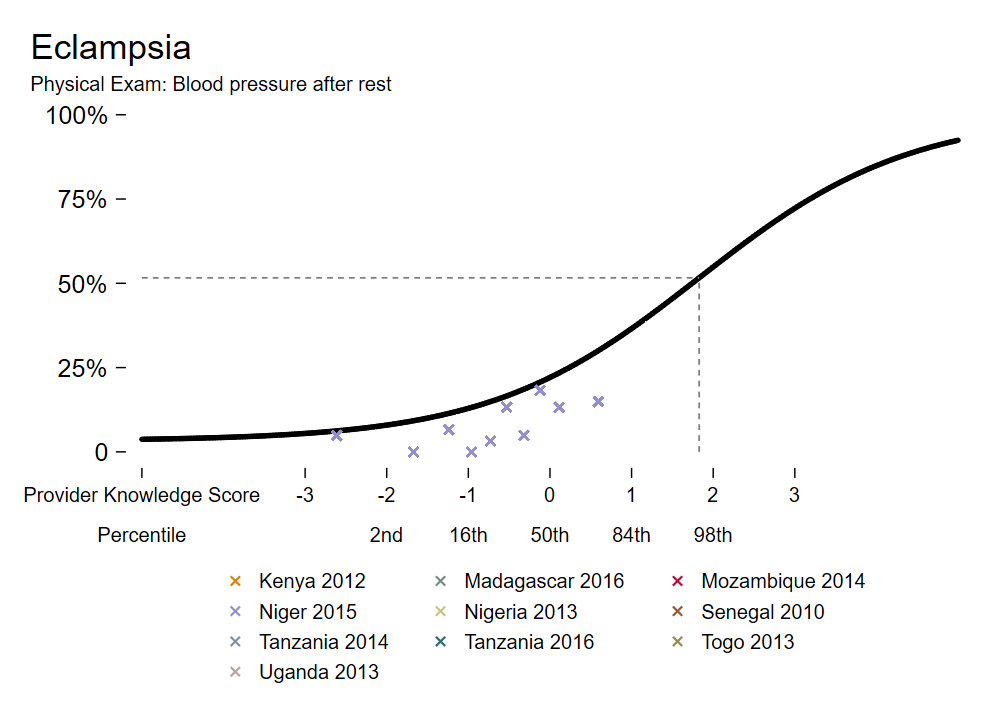 Eclampsia
Physical Exam: Blood pressure after rest
100%
75%
50%
25%
0
Provider Knowledge Score -3 -2 -1 0 1 2 3
Percentile 2nd 16th 50th 84th 98th
Kenya 2012 Madagascar 2016 Mozambique 2014
Niger 2015 Nigeria 2013 Senegal 2010
Tanzania 2014 Tanzania 2016 Togo 2013
Uganda 2013